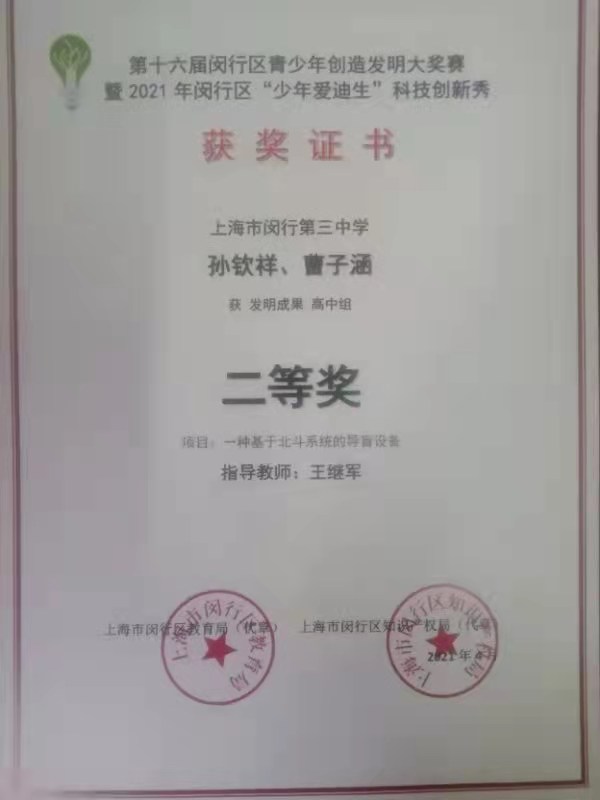 第十六届闵行区青少年创造发明大奖赛
暨 2021 年闵行区“少年爱迪生”科技创新秀
获奖证书
上海市闵行第三中学
孙钦祥、曹子涵
获 发明成果 高中组
二等奖
项目：一种基于北斗系统的导盲设备
指导教师：王继军
上海市闵行区教育局（代章） 上海市闵行区知识产权局（代章
2021 年
上海市闵行区教育局
上海市闵行区知识产权局